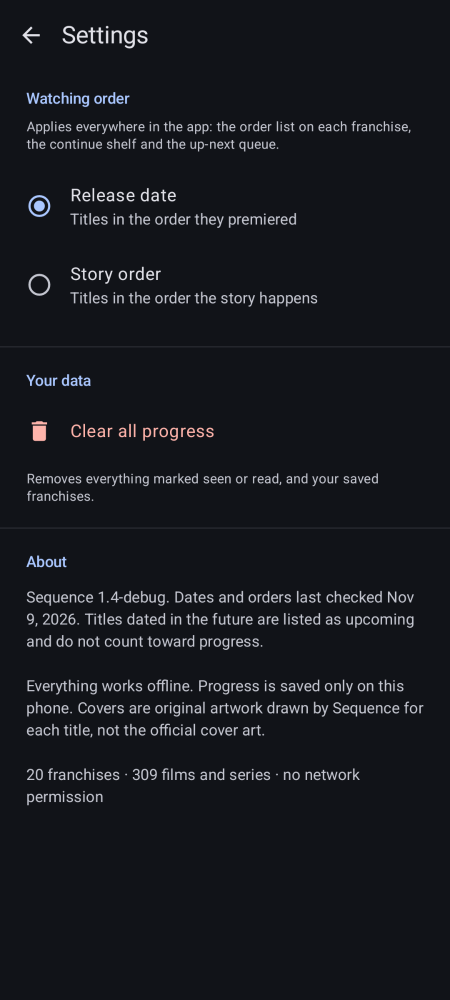 Settings
Watching order
Applies everywhere in the app: the order list on each franchise,
the continue shelf and the up-next queue.
Release date
Titles in the order they premiered
Story order
Titles in the order the story happens
Your data
Clear all progress
Removes everything marked seen or read, and your saved
franchises.
About
Sequence 1.4-debug. Dates and orders last checked Nov
9, 2026. Titles dated in the future are listed as upcoming
and do not count toward progress.
Everything works offline. Progress is saved only on this
phone. Covers are original artwork drawn by Sequence for
each title, not the official cover art.
20 franchises · 309 films and series · no network
permission